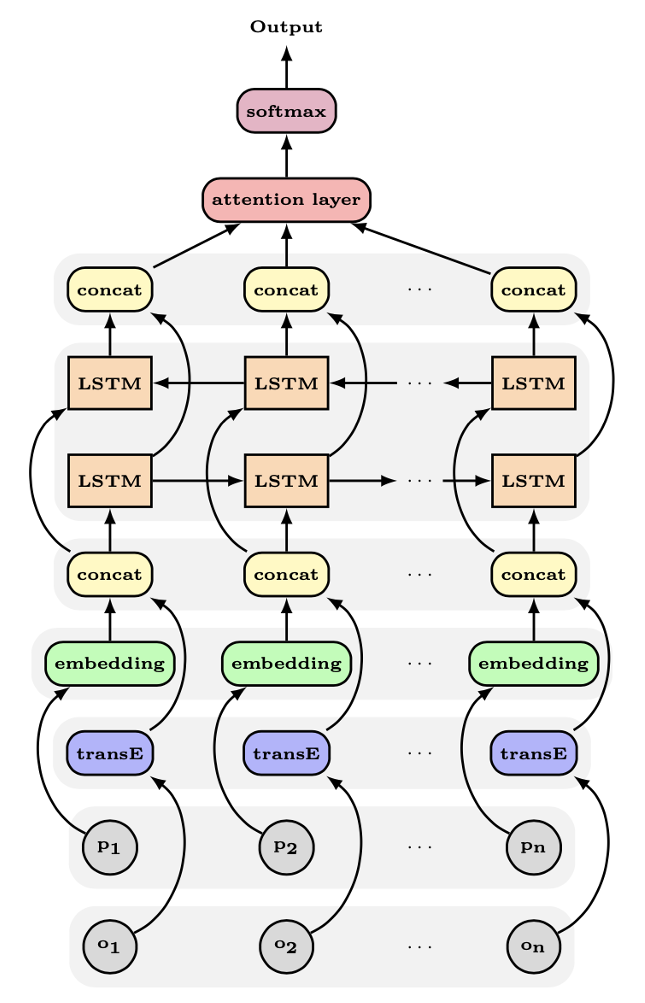 Output
softmax
attention layer
concat concat ... concat
LSTM LSTM ... LSTM
LSTM LSTM ... LSTM
concat concat ... concat
embedding embedding ... embedding
transE transE ... transE
p1 p2 ... pn
o1 o2 ... on